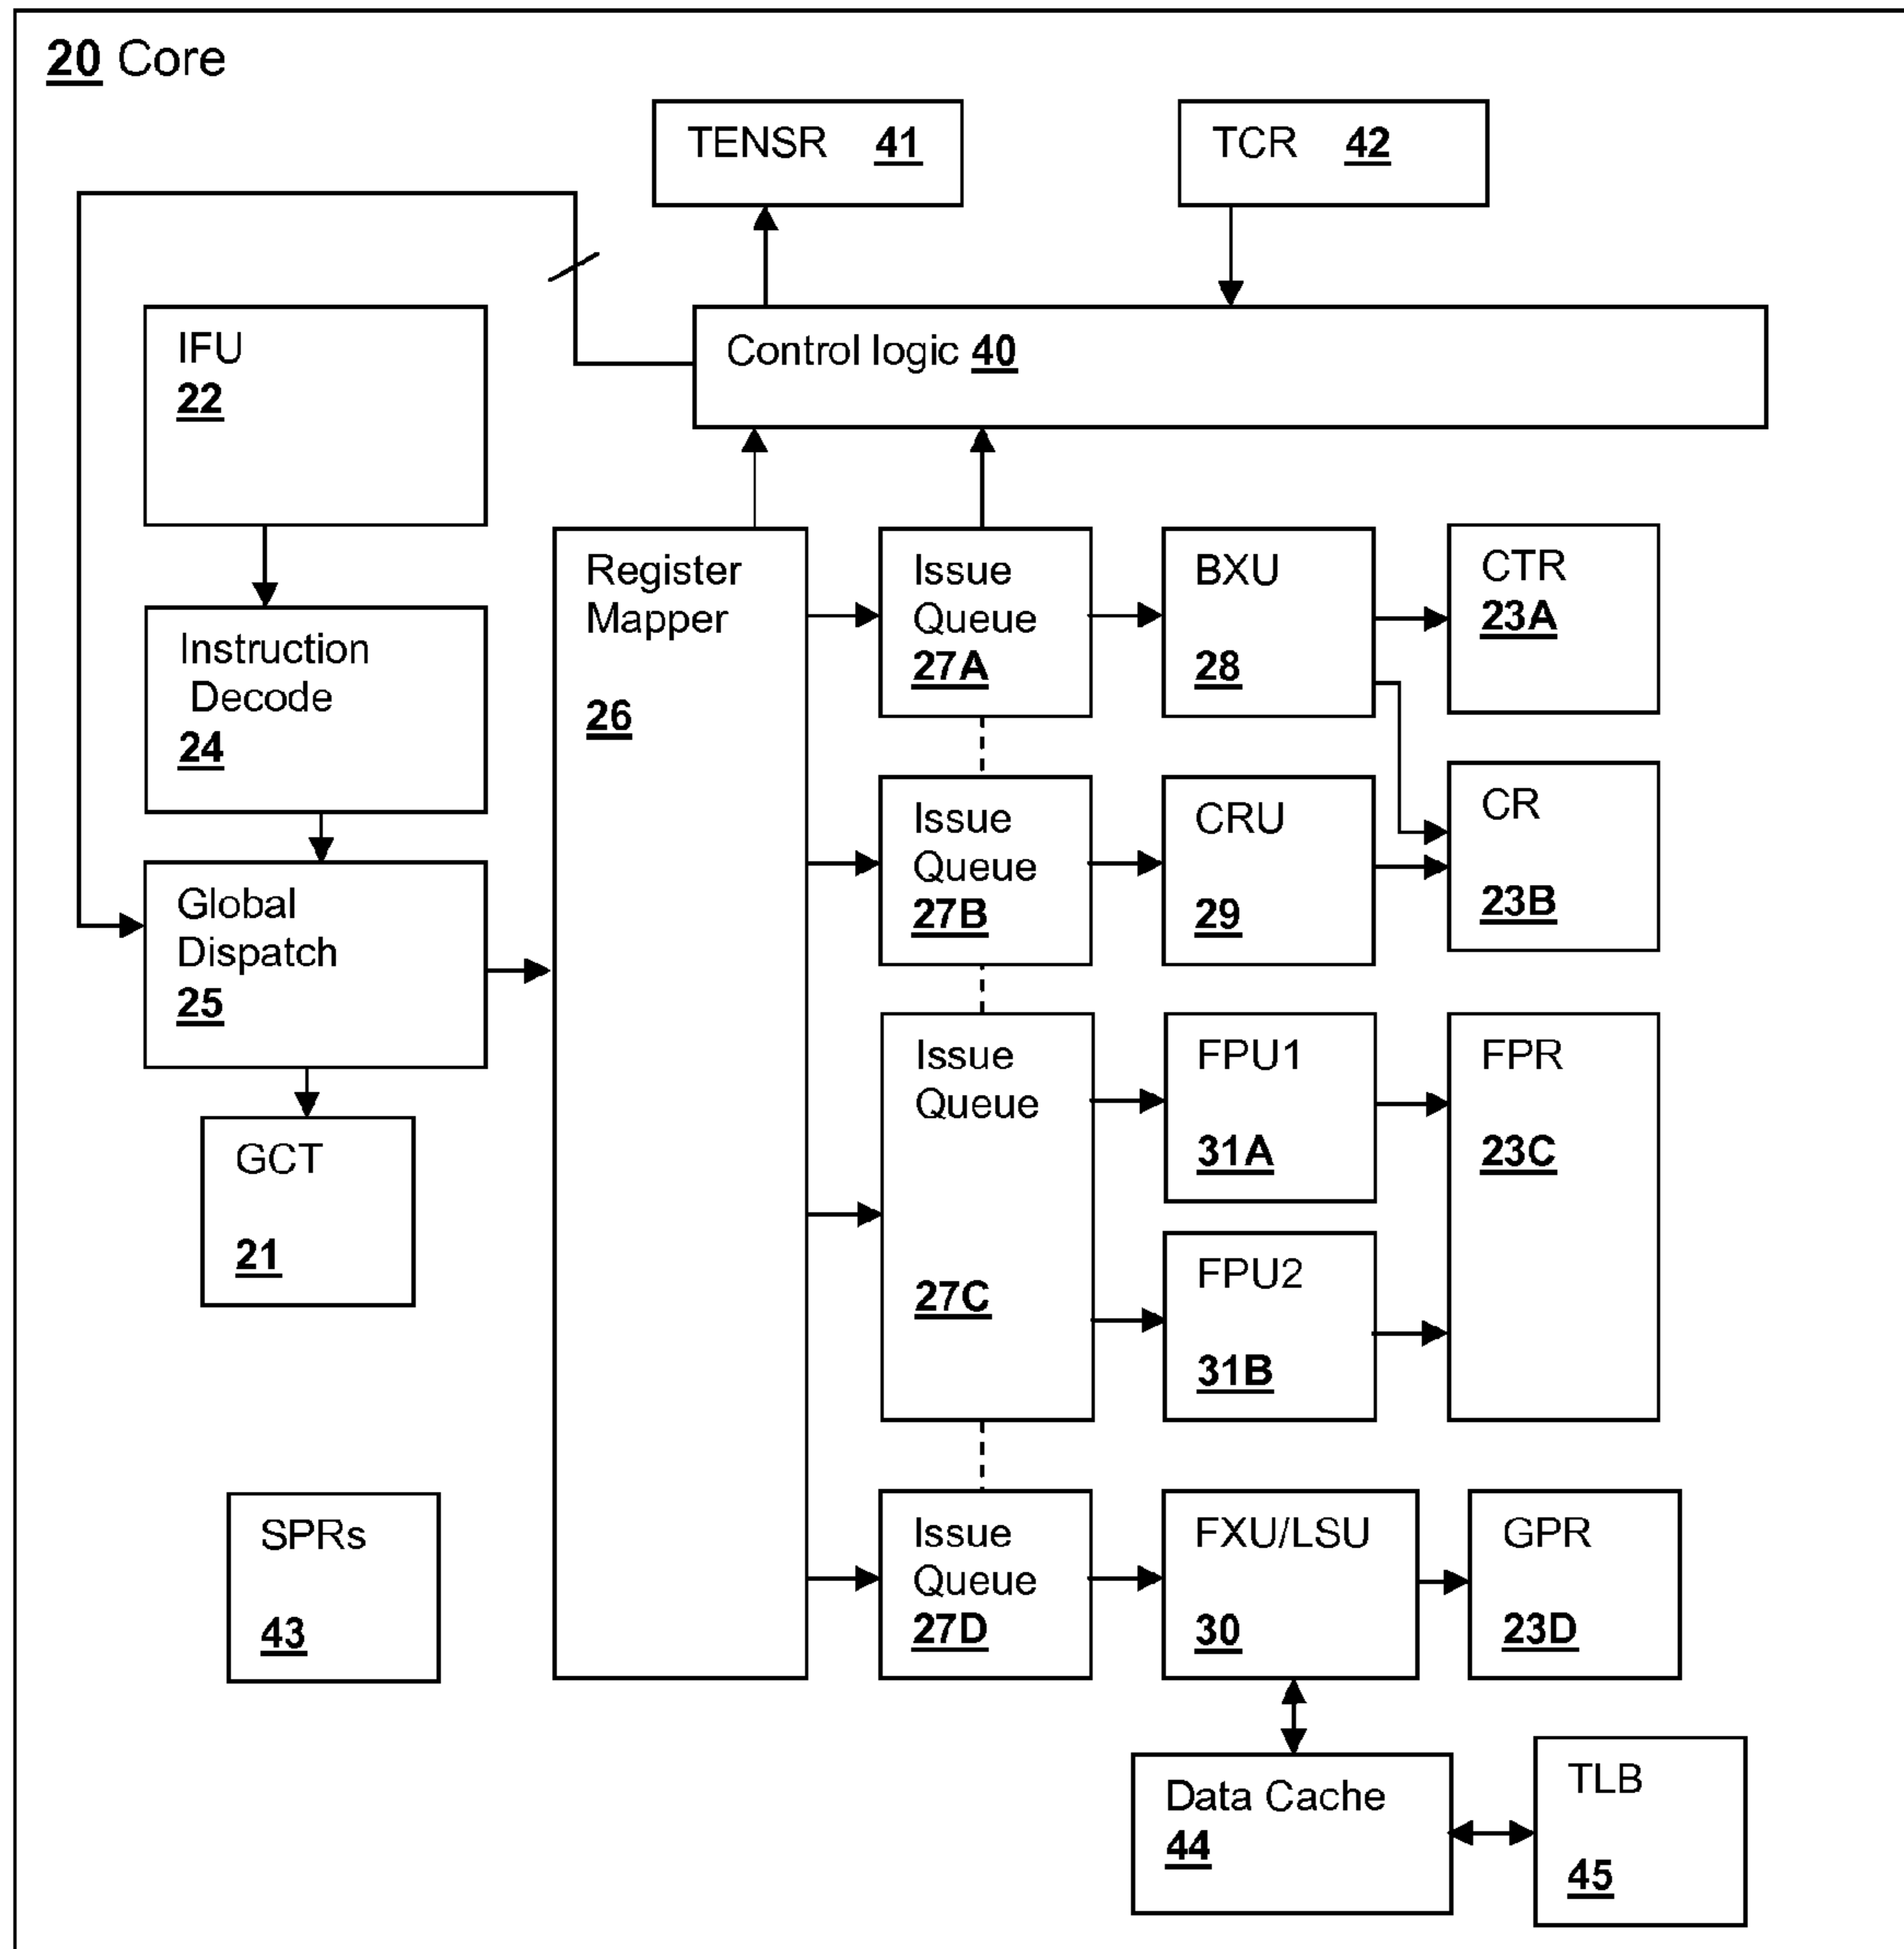 20 Core
TENSR 41
TCR 42
Control logic 40
IFU
22
Instruction
Decode
24
Global
Dispatch
25
GCT
21
SPRs
43
Register
Mapper
26
Issue
Queue
27A
BXU
28
CTR
23A
Issue
Queue
27B
CRU
29
CR
23B
Issue
Queue
27C
FPU1
31A
FPU2
31B
FPR
23C
Issue
Queue
27D
FXU/LSU
30
GPR
23D
Data Cache
44
TLB
45